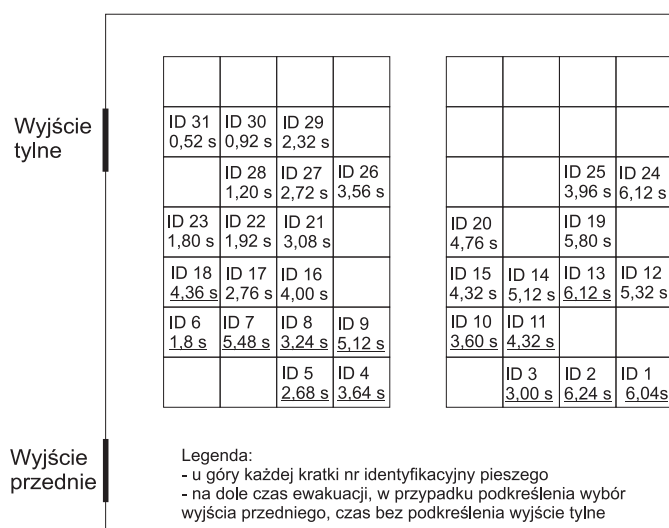 Wyjście
tylne
ID 31 ID 30 ID 29
0,52 s 0,92 s 2,32 s
ID 28 ID 27 ID 26 ID 25 ID 24
1,20 s 2,72 s 3,56 s 3,96 s 6,12 s
ID 23 ID 22 ID 21 ID 20 ID 19
1,80 s 1,92 s 3,08 s 4,76 s 5,80 s
ID 18 ID 17 ID 16 ID 15 ID 14 ID 13 ID 12
4,36 s 2,76 s 4,00 s 4,32 s 5,12 s 6,12 s 5,32 s
ID 6 ID 7 ID 8 ID 9 ID 10 ID 11
1,8 s 5,48 s 3,24 s 5,12 s 3,60 s 4,32 s
ID 5 ID 4 ID 3 ID 2 ID 1
2,68 s 3,64 s 3,00 s 6,24 s 6,04s
Wyjście
przednie
Legenda:
- u góry każdej kratki nr identyfikacyjny pieszego
- na dole czas ewakuacji, w przypadku podkreślenia wybór
wyjścia przedniego, czas bez podkreślenia wyjście tylne